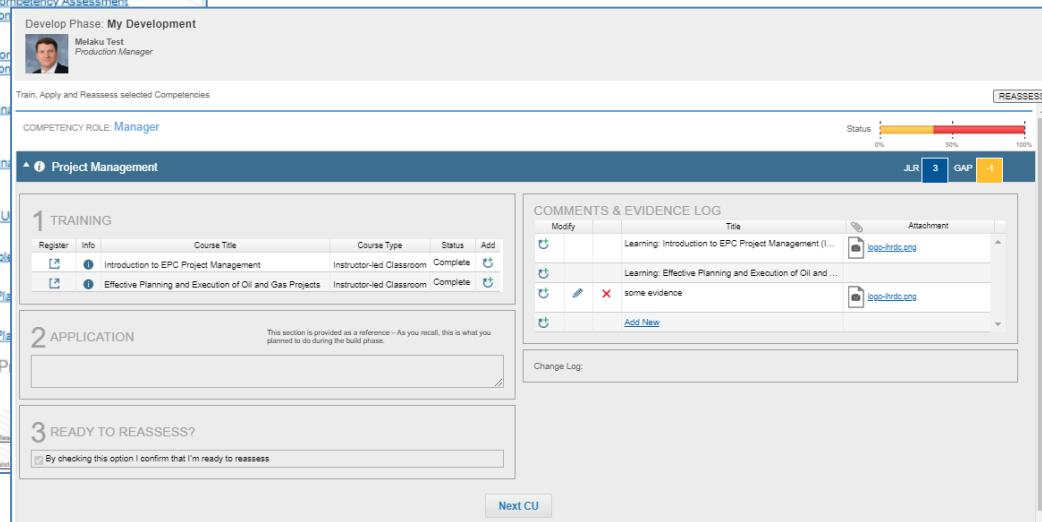 Competency Assessment
Develop Phase: My Development
Melaku Test
Production Manager
Train, Apply and Reassess selected Competencies
REASSESS
COMPETENCY ROLE: Manager
Status
0% 50% 100%
Project Management
JLR 3 GAP -1
1 TRAINING
Register Info Course Title Course Type Status Add
Introduction to EPC Project Management Instructor-led Classroom Complete
Effective Planning and Execution of Oil and Gas Projects Instructor-led Classroom Complete
2 APPLICATION
This section is provided as a reference – As you recall, this is what you
planned to do during the build phase.
3 READY TO REASSESS?
By checking this option I confirm that I'm ready to reassess
COMMENTS & EVIDENCE LOG
Modify Title Attachment
Learning: Introduction to EPC Project Management (I... logo-ihrdc.png
Learning: Effective Planning and Execution of Oil and ...
some evidence logo-ihrdc.png
Add New
Change Log:
Next CU